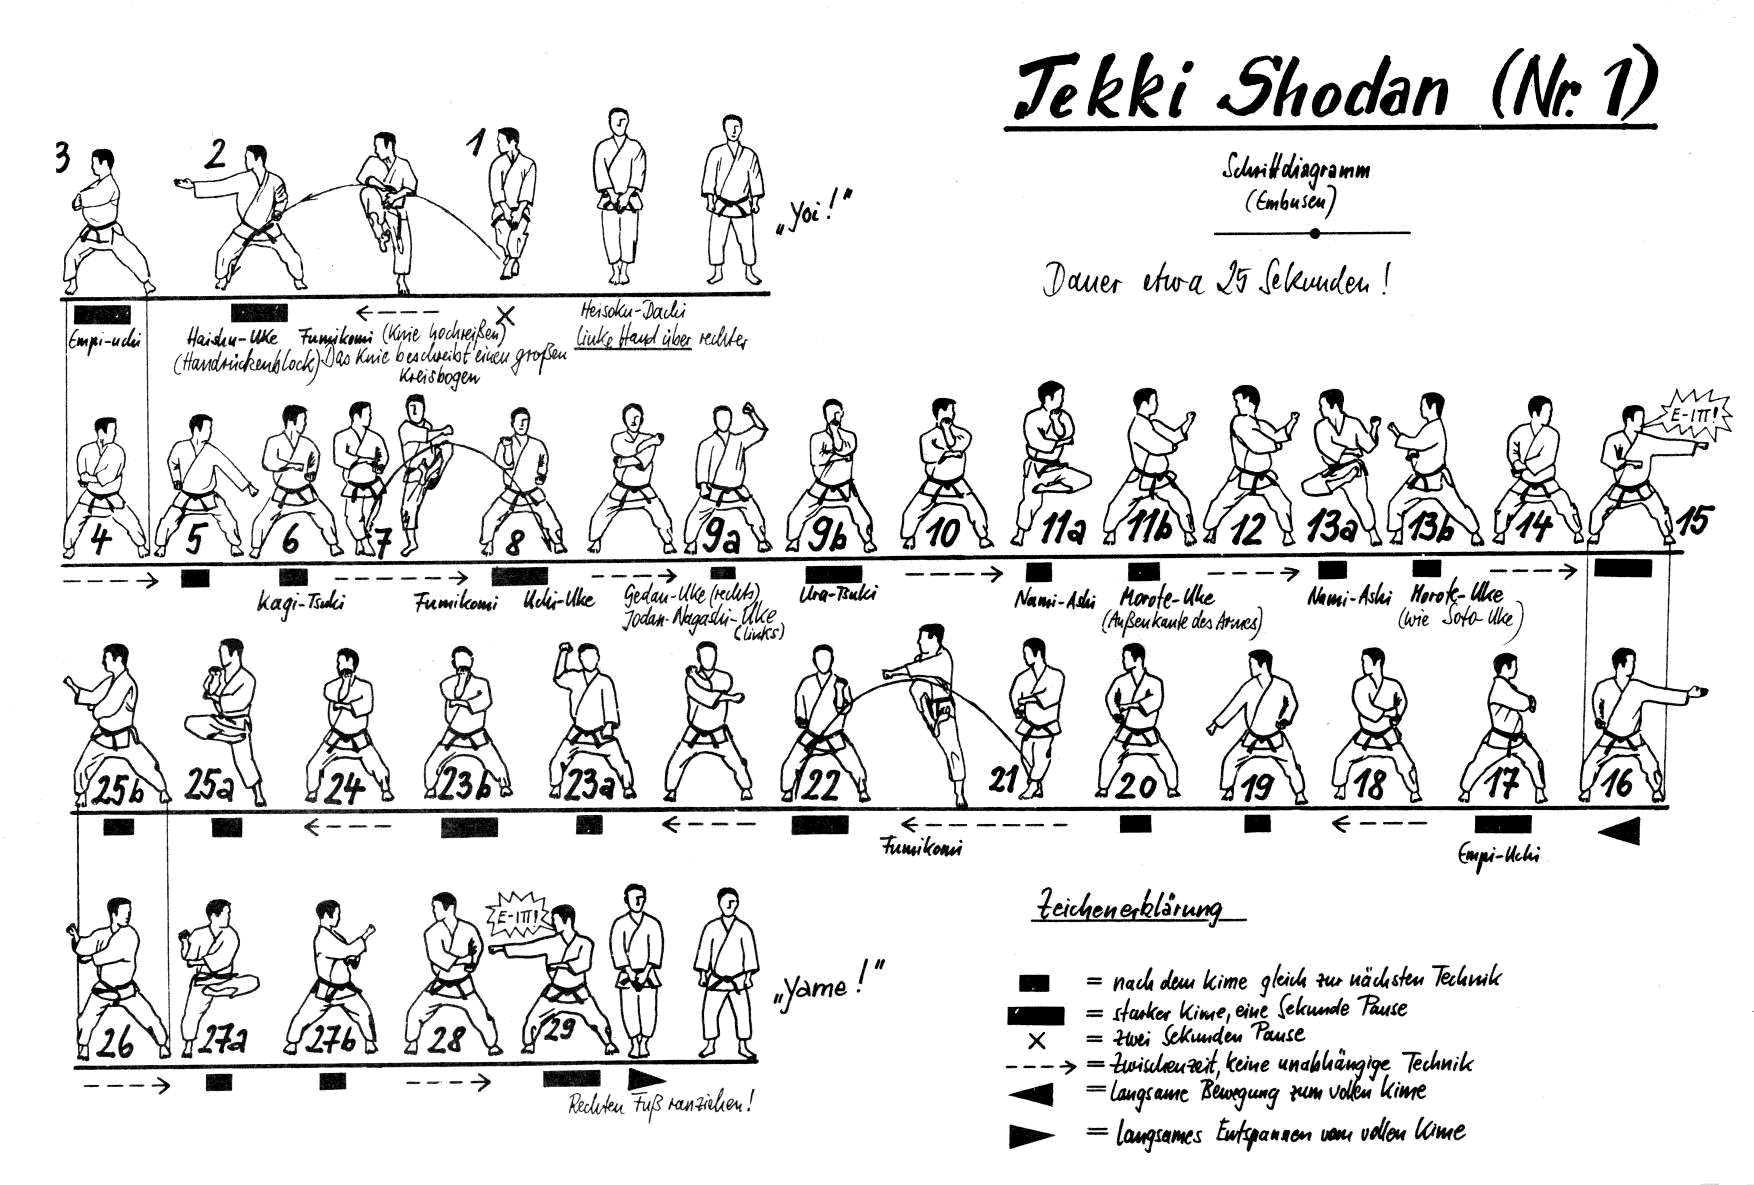 Tekki Shodan (Nr. 1)
Schrittdiagramm
(Embusen)
Dauer etwa 25 Sekunden!
3
2
1
„Yoi!"
Empi-uchi
Haishu-Uke
(Handrückenblock)
Fumikomi (Knie hochreißen)
Das Knie beschreibt einen großen
Kreisbogen
Heisoku-Dachi
linke Hand über rechter
4
5
6
7
8
9a
9b
10
11a
11b
12
13a
13b
14
E-ITT!
15
Kagi-Tsuki
Fumikomi
Uchi-Uke
Gedan-Uke (rechts)
Jodan-Nagashi-Uke
(links)
Ura-Tsuki
Nami-Ashi
Morote-Uke
(Außenkante des Armes)
Nami-Ashi
Morote-Uke
(wie Soto-Uke)
25b
25a
24
23b
23a
22
21
20
19
18
17
16
Fumikomi
Empi-Uchi
26
27a
27b
28
E-ITT!
29
„Yame!"
Rechten Fuß ranziehen!
Zeichenerklärung
= nach dem Kime gleich zur nächsten Technik
= starker Kime, eine Sekunde Pause
= zwei Sekunden Pause
= Zwischenzeit, keine unabhängige Technik
= langsame Bewegung zum vollen Kime
= langsames Entspannen vom vollen Kime